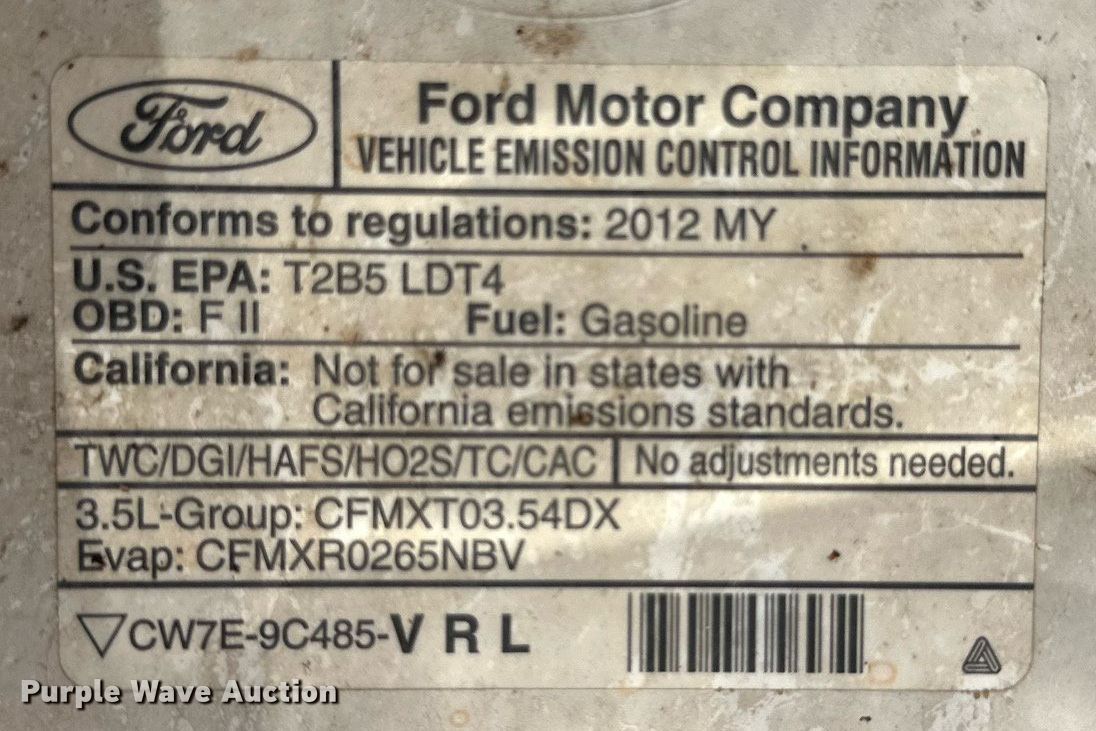 Ford
Ford Motor Company
VEHICLE EMISSION CONTROL INFORMATION
Conforms to regulations: 2012 MY
U.S. EPA: T2B5 LDT4
OBD: F II Fuel: Gasoline
California: Not for sale in states with
California emissions standards.
TWC/DGI/HAFS/HO2S/TC/CAC No adjustments needed.
3.5L-Group: CFMXT03.54DX
Evap: CFMXR0265NBV
CW7E-9C485-V R L
Purple Wave Auction